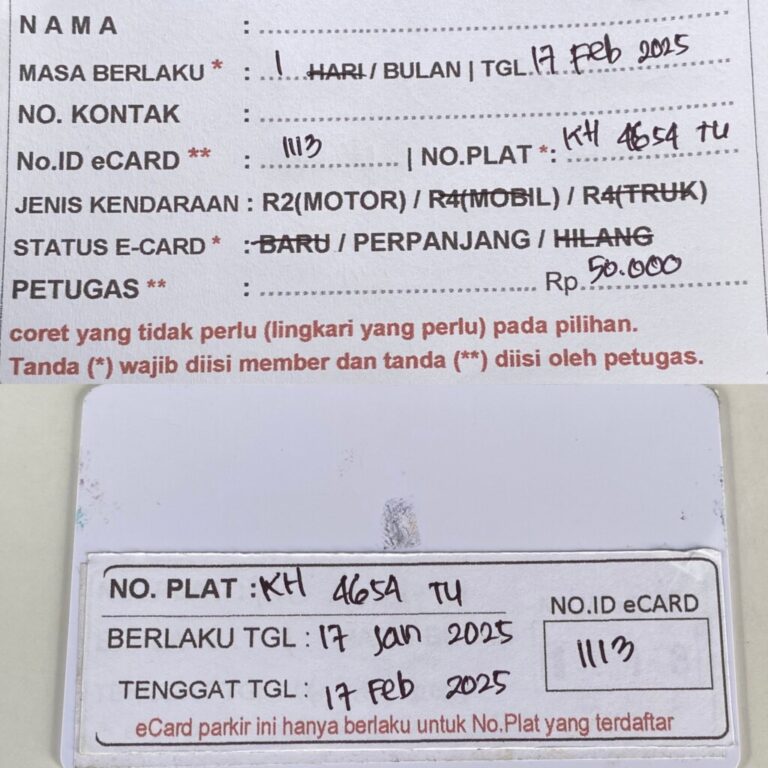 NAMA :
MASA BERLAKU * : 1 HARI / BULAN | TGL. 17 Feb 2025
NO. KONTAK :
No.ID eCARD ** : 1113 | NO.PLAT *: KH 4654 TU
JENIS KENDARAAN : R2(MOTOR) / R4(MOBIL) / R4(TRUK)
STATUS E-CARD * : BARU / PERPANJANG / HILANG
PETUGAS ** : Rp. 50.000
coret yang tidak perlu (lingkari yang perlu) pada pilihan.
Tanda (*) wajib diisi member dan tanda (**) diisi oleh petugas.
NO. PLAT : KH 4654 TU
NO.ID eCARD
BERLAKU TGL : 17 Jan 2025
1113
TENGGAT TGL : 17 Feb 2025
eCard parkir ini hanya berlaku untuk No.Plat yang terdaftar